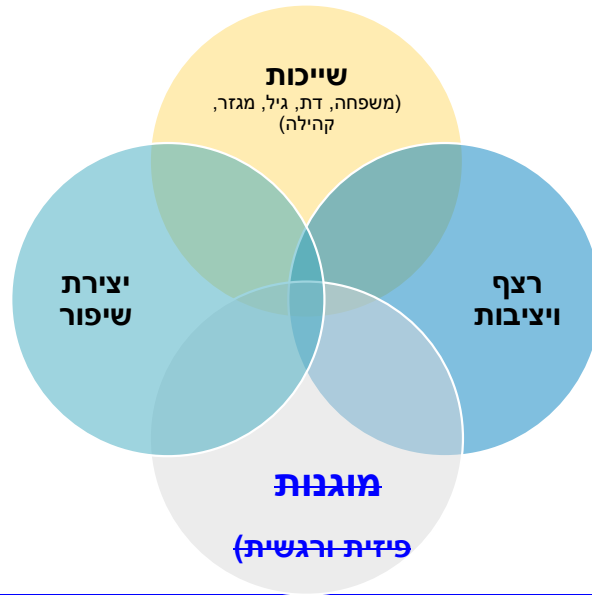 שייכות
(משפחה, דת, גיל, מגזר,
קהילה)
רצף
ויציבות
יצירת
שיפור
מוגנות
פיזית ורגשית)